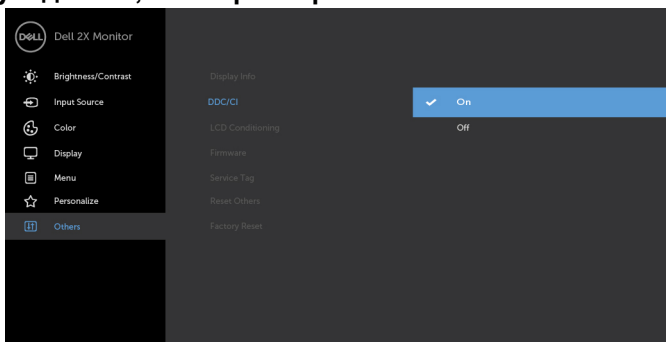 DELL
Dell 2X Monitor
Brightness/Contrast
Input Source
Color
Display
Menu
Personalize
Others
Display Info
DDC/CI
LCD Conditioning
Firmware
Service Tag
Reset Others
Factory Reset
On
Off